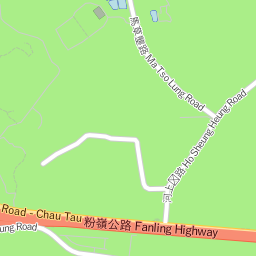 馬草壟路 Ma Tso Lung Road
河上鄉路 Ho Sheung Heung Road
Road - Chau Tau
粉嶺公路 Fanling Highway
ung Road